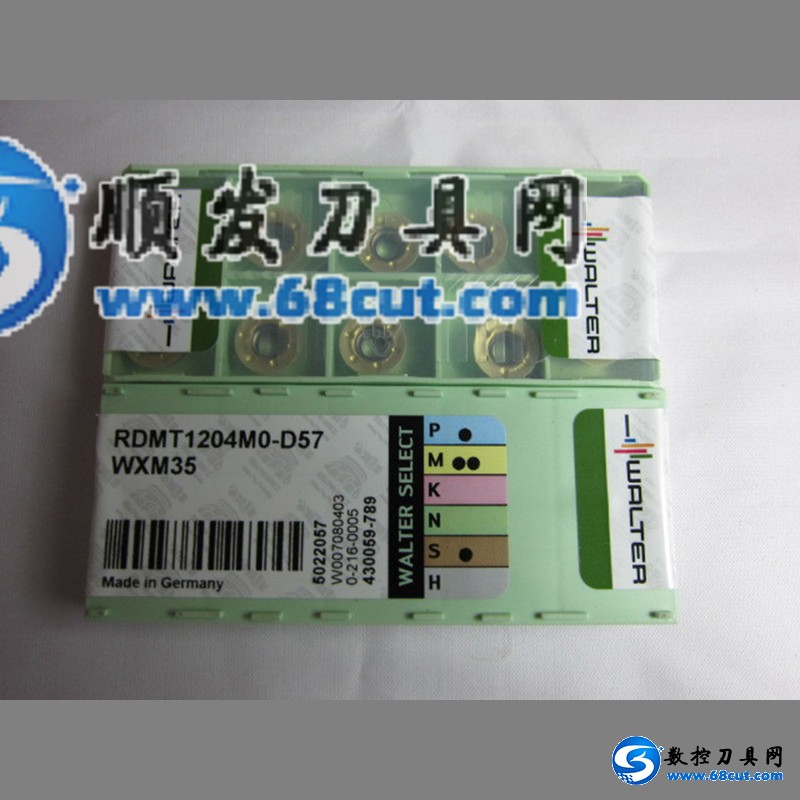 顺发刀具网
www.68cut.com
WALTER
WALTER
RDMT1204M0-D57
WXM35
Made in Germany
5022057
W007080403
0-216-0005
430059-789
WALTER SELECT
P
M
K
N
S
H
WALTER
数控刀具网
www.68cut.com